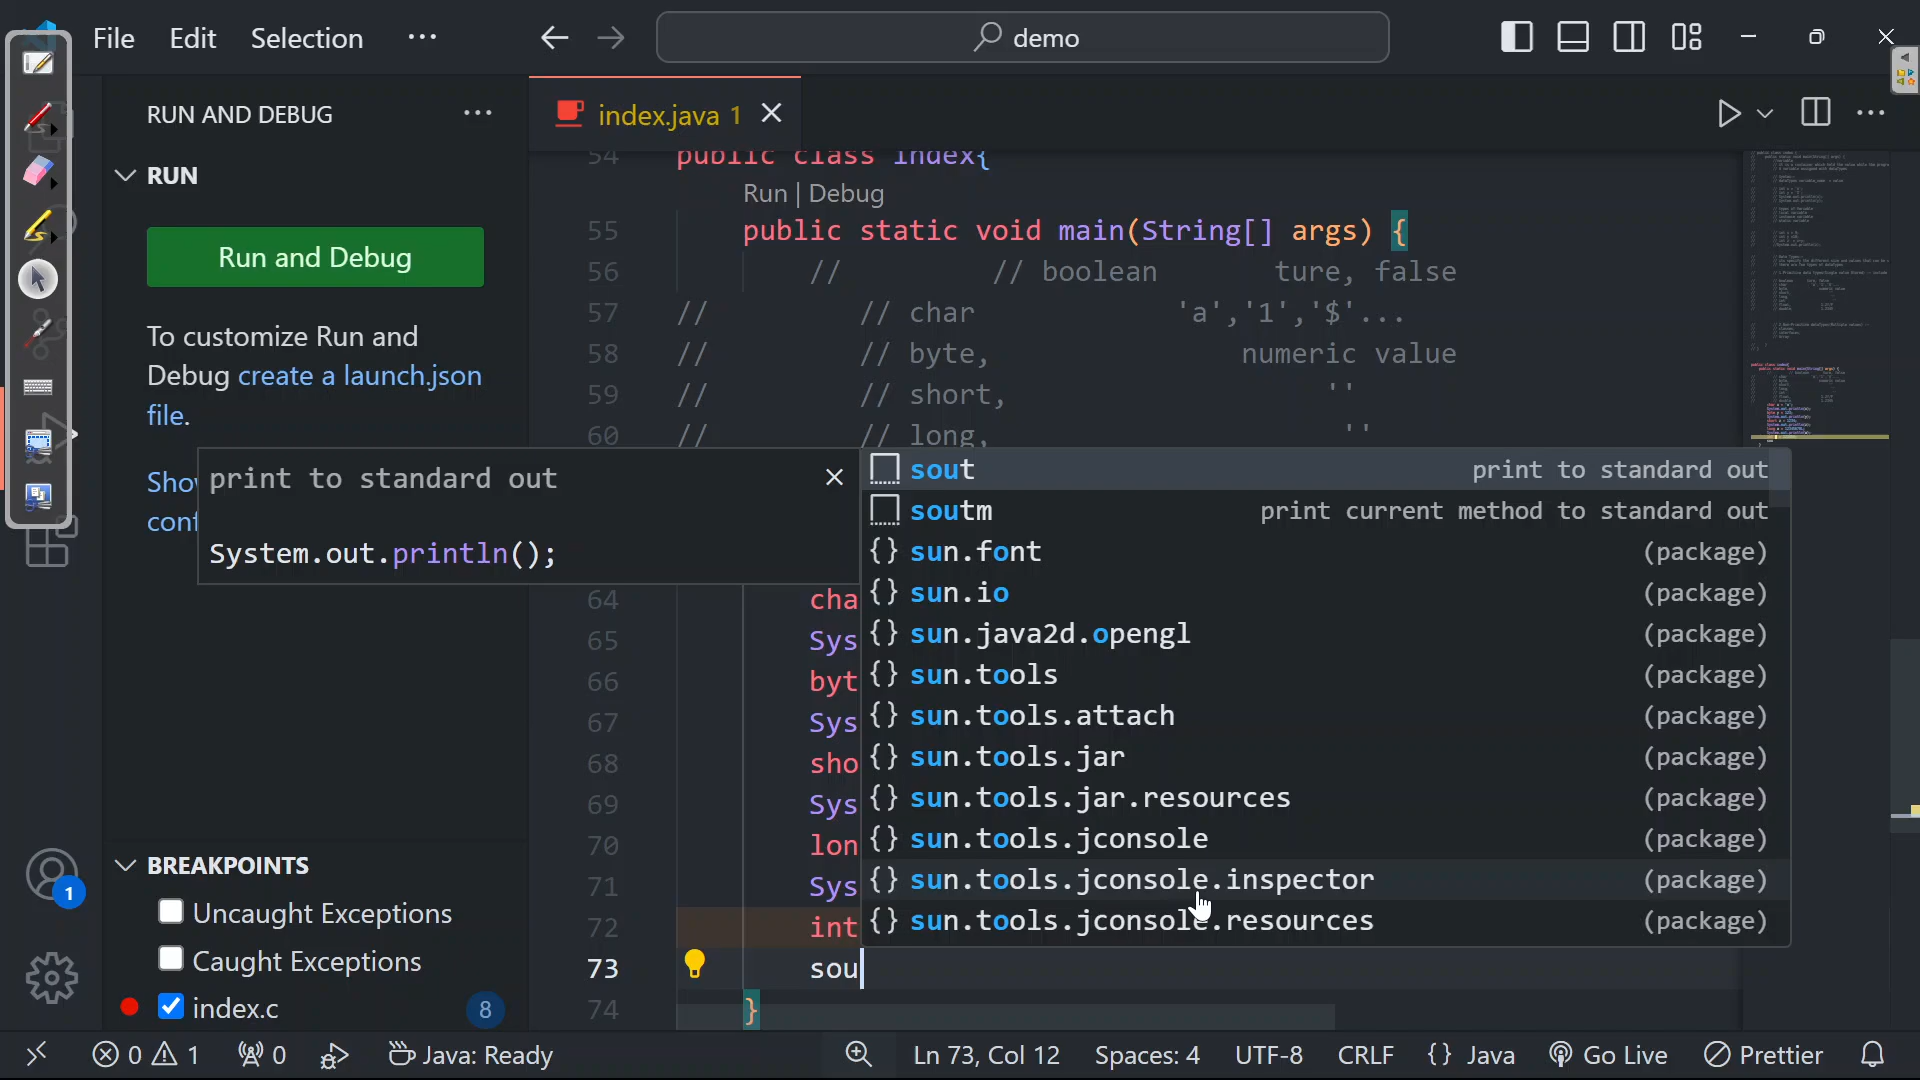 File Edit Selection ···
demo
RUN AND DEBUG ···
index.java 1
RUN
Run and Debug
To customize Run and
Debug create a launch.json
file.
Show
conf
54 public class index{
Run | Debug
55 public static void main(String[] args) {
56 // // boolean ture, false
57 // // char 'a','1','$'...
58 // // byte, numeric value
59 // // short, ''
60 // // long, ''
print to standard out
System.out.println();
sout print to standard out
soutm print current method to standard out
{} sun.font (package)
{} sun.io (package)
{} sun.java2d.opengl (package)
{} sun.tools (package)
{} sun.tools.attach (package)
{} sun.tools.jar (package)
{} sun.tools.jar.resources (package)
{} sun.tools.jconsole (package)
{} sun.tools.jconsole.inspector (package)
{} sun.tools.jconsole.resources (package)
64 cha
65 Sys
66 byt
67 Sys
68 sho
69 Sys
70 lon
71 Sys
72 int
73 sou
74 }
BREAKPOINTS
Uncaught Exceptions
Caught Exceptions
index.c 8
1
0 1 0 Java: Ready Ln 73, Col 12 Spaces: 4 UTF-8 CRLF {} Java Go Live Prettier